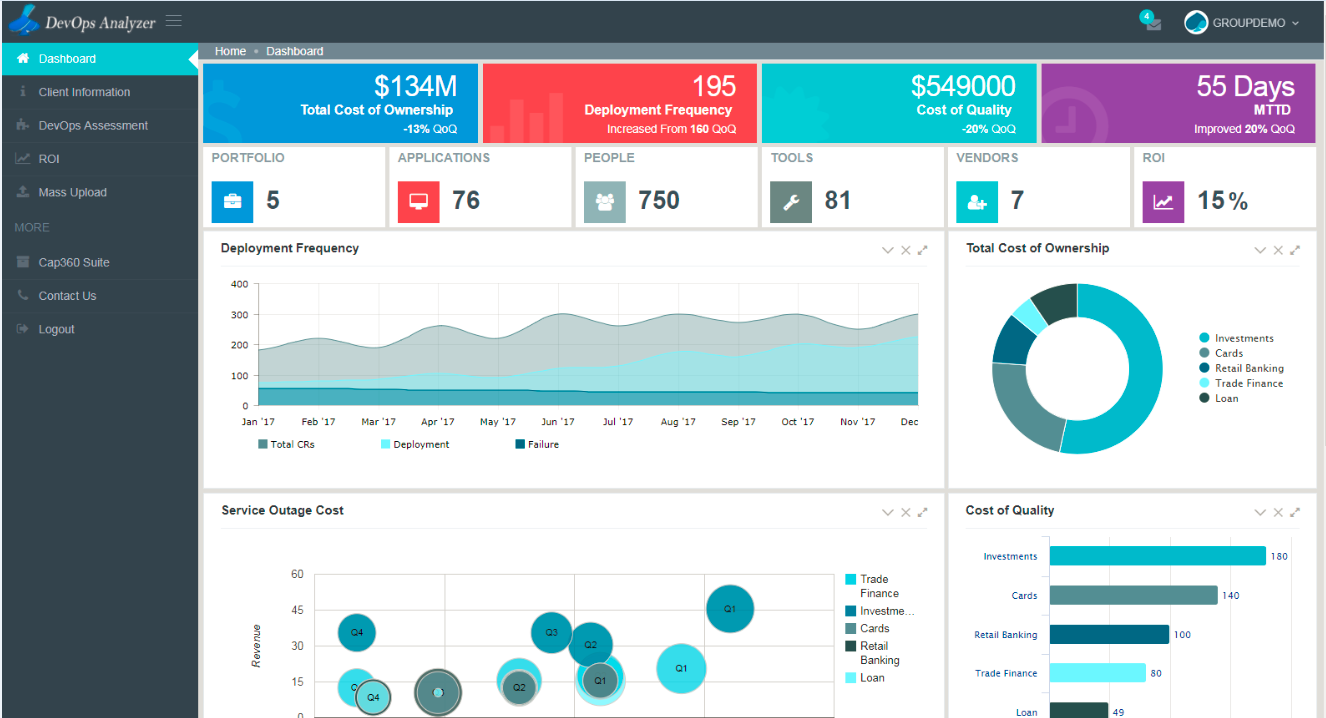 DevOps Analyzer
4
GROUPDEMO
Home
Dashboard
Dashboard
Client Information
DevOps Assessment
ROI
Mass Upload
MORE
Cap360 Suite
Contact Us
Logout
$134M
Total Cost of Ownership
-13% QoQ
195
Deployment Frequency
Increased From 160 QoQ
$549000
Cost of Quality
-20% QoQ
55 Days
MTTD
Improved 20% QoQ
PORTFOLIO
5
APPLICATIONS
76
PEOPLE
750
TOOLS
81
VENDORS
7
ROI
15%
Deployment Frequency
400
300
200
100
0
Jan '17 Feb '17 Mar '17 Apr '17 May '17 Jun '17 Jul '17 Aug '17 Sep '17 Oct '17 Nov '17 Dec
Total CRs Deployment Failure
Total Cost of Ownership
Investments
Cards
Retail Banking
Trade Finance
Loan
Service Outage Cost
Revenue
60
45
30
15
0
Q4
Q3
Q2
Q1
Q4
Q2
Q1
Q1
Trade
Finance
Investme...
Cards
Retail
Banking
Loan
Cost of Quality
Investments 180
Cards 140
Retail Banking 100
Trade Finance 80
Loan 49